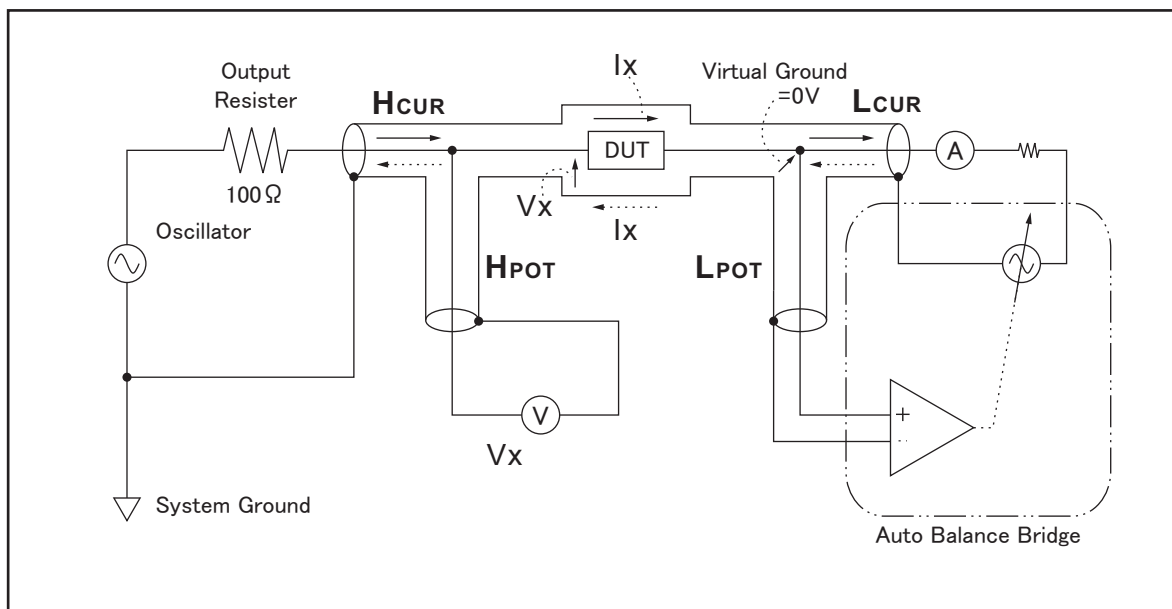 Output
Resister
100Ω
Oscillator
System Ground
HCUR
Ix
DUT
Vx
Ix
Virtual Ground
=0V
LCUR
A
HPOT
LPOT
V
Vx
+
-
Auto Balance Bridge